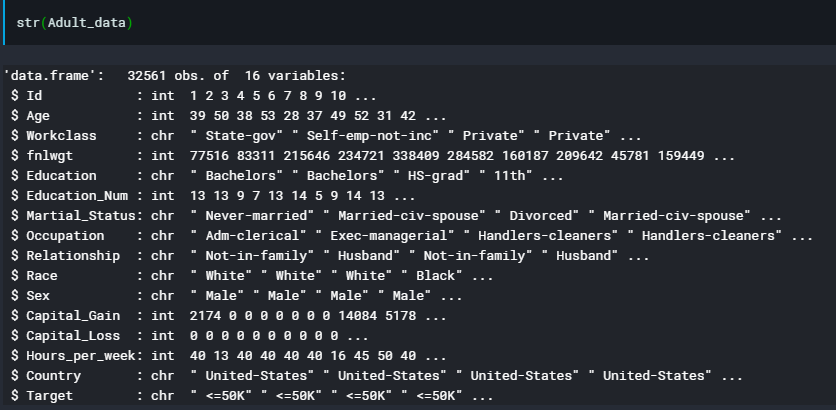 str(Adult_data)
'data.frame':   32561 obs. of  16 variables:
 $ Id            : int  1 2 3 4 5 6 7 8 9 10 ...
 $ Age           : int  39 50 38 53 28 37 49 52 31 42 ...
 $ Workclass     : chr  " State-gov" " Self-emp-not-inc" " Private" " Private" ...
 $ fnlwgt        : int  77516 83311 215646 234721 338409 284582 160187 209642 45781 159449 ...
 $ Education     : chr  " Bachelors" " Bachelors" " HS-grad" " 11th" ...
 $ Education_Num : int  13 13 9 7 13 14 5 9 14 13 ...
 $ Martial_Status: chr  " Never-married" " Married-civ-spouse" " Divorced" " Married-civ-spouse" ...
 $ Occupation    : chr  " Adm-clerical" " Exec-managerial" " Handlers-cleaners" " Handlers-cleaners" ...
 $ Relationship  : chr  " Not-in-family" " Husband" " Not-in-family" " Husband" ...
 $ Race          : chr  " White" " White" " White" " Black" ...
 $ Sex           : chr  " Male" " Male" " Male" " Male" ...
 $ Capital_Gain  : int  2174 0 0 0 0 0 0 0 14084 5178 ...
 $ Capital_Loss  : int  0 0 0 0 0 0 0 0 0 0 ...
 $ Hours_per_week: int  40 13 40 40 40 40 16 45 50 40 ...
 $ Country       : chr  " United-States" " United-States" " United-States" " United-States" ...
 $ Target        : chr  " <=50K" " <=50K" " <=50K" " <=50K" ...